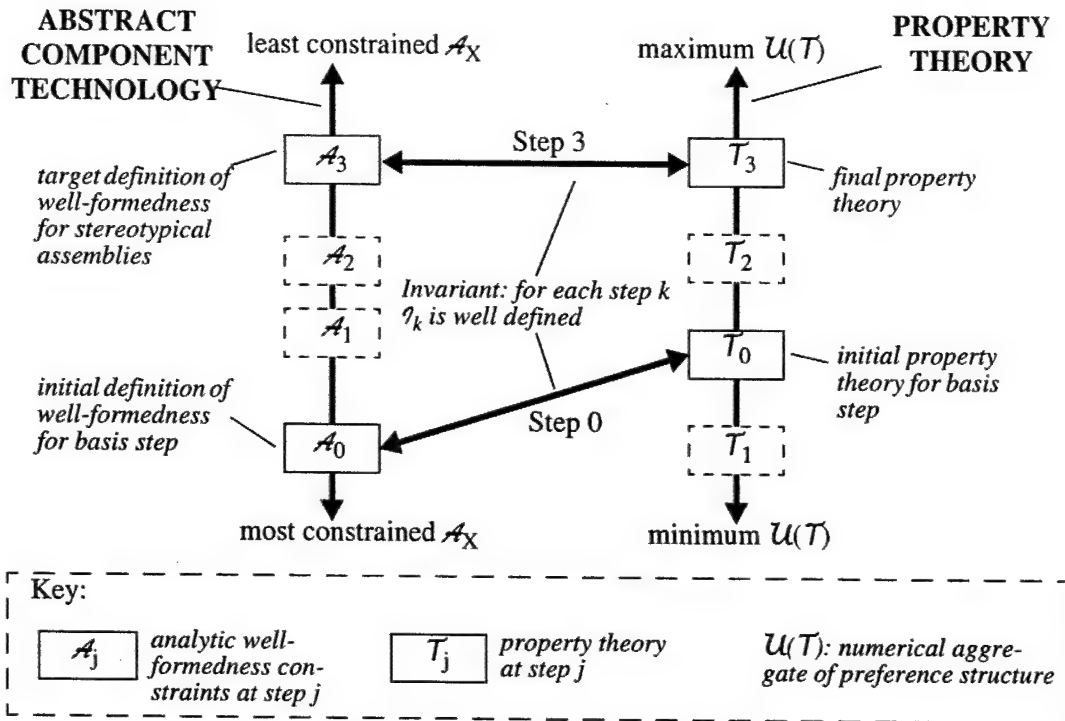 ABSTRACT
COMPONENT
TECHNOLOGY
least constrained 𝒜X
maximum 𝒰(𝒯)
PROPERTY
THEORY
𝒜3
Step 3
𝒯3
target definition of
well-formedness
for stereotypical
assemblies
final property
theory
𝒜2
𝒯2
Invariant: for each step k
ℐk is well defined
𝒜1
𝒯0
initial definition of
well-formedness
for basis step
initial property
theory for basis
step
Step 0
𝒜0
𝒯1
most constrained 𝒜X
minimum 𝒰(𝒯)
Key:
𝒜j
analytic well-
formedness con-
straints at step j
𝒯j
property theory
at step j
𝒰(𝒯): numerical aggre-
gate of preference structure